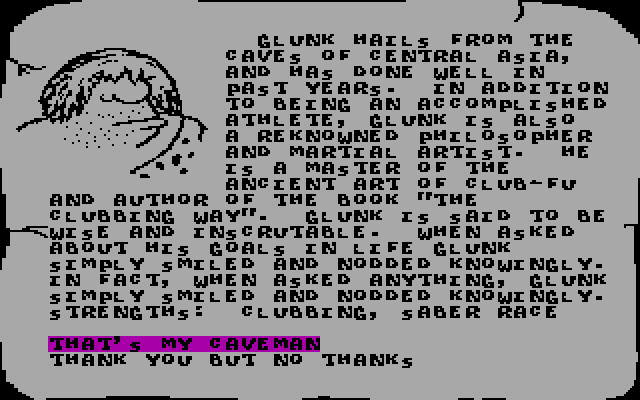 GLUNK HAILS FROM THE
CAVES OF CENTRAL ASIA,
AND HAS DONE WELL IN
PAST YEARS. IN ADDITION
TO BEING AN ACCOMPLISHED
ATHLETE, GLUNK IS ALSO
A REKNOWNED PHILOSOPHER
AND MARTIAL ARTIST. HE
IS A MASTER OF THE
ANCIENT ART OF CLUB-FU
AND AUTHOR OF THE BOOK "THE
CLUBBING WAY". GLUNK IS SAID TO BE
WISE AND INSCRUTABLE. WHEN ASKED
ABOUT HIS GOALS IN LIFE GLUNK
SIMPLY SMILED AND NODDED KNOWINGLY.
IN FACT, WHEN ASKED ANYTHING, GLUNK
SIMPLY SMILED AND NODDED KNOWINGLY.
STRENGTHS: CLUBBING, SABER RACE
THAT'S MY CAVEMAN
THANK YOU BUT NO THANKS